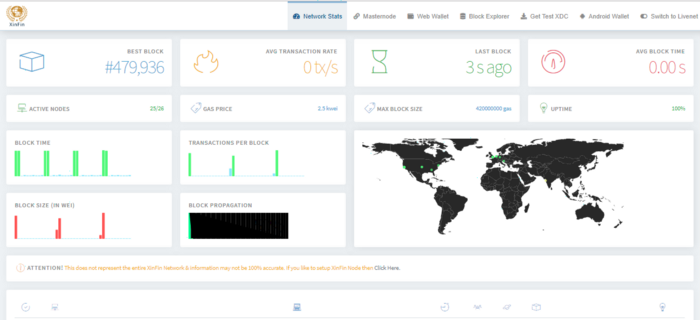 XinFin
Network Stats
Masternode
Web Wallet
Block Explorer
Get Test XDC
Android Wallet
Switch to Livenet
BEST BLOCK
#479,936
AVG TRANSACTION RATE
0 tx/s
LAST BLOCK
3 s ago
AVG BLOCK TIME
0.00 s
ACTIVE NODES
25/26
GAS PRICE
2.5 kwei
MAX BLOCK SIZE
420000000 gas
UPTIME
100%
BLOCK TIME
TRANSACTIONS PER BLOCK
BLOCK SIZE (IN WEI)
BLOCK PROPAGATION
ATTENTION! This does not represent the entire XinFin Network & information may not be 100% accurate. If you like to setup XinFin Node then Click Here.